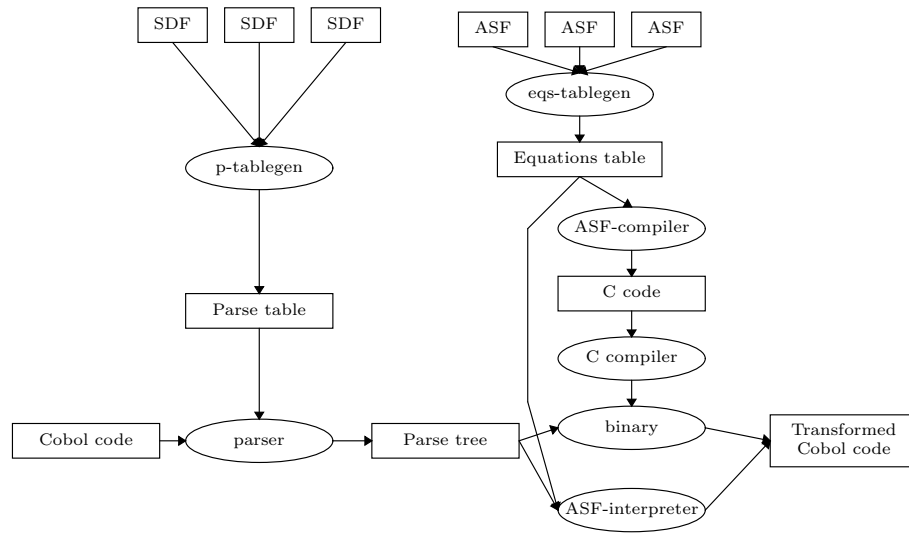 SDF
SDF
SDF
ASF
ASF
ASF
eqs-tablegen
p-tablegen
Equations table
ASF-compiler
C code
Parse table
C compiler
Cobol code
parser
Parse tree
binary
Transformed
Cobol code
ASF-interpreter